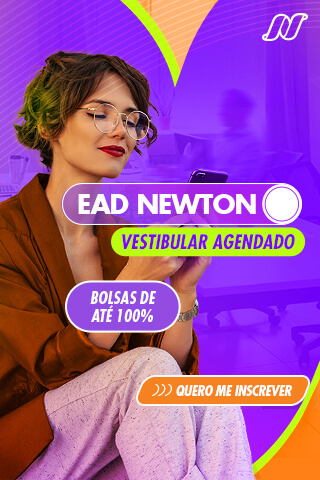 EAD NEWTON
VESTIBULAR AGENDADO
BOLSAS DE
ATÉ 100%
))) QUERO ME INSCREVER